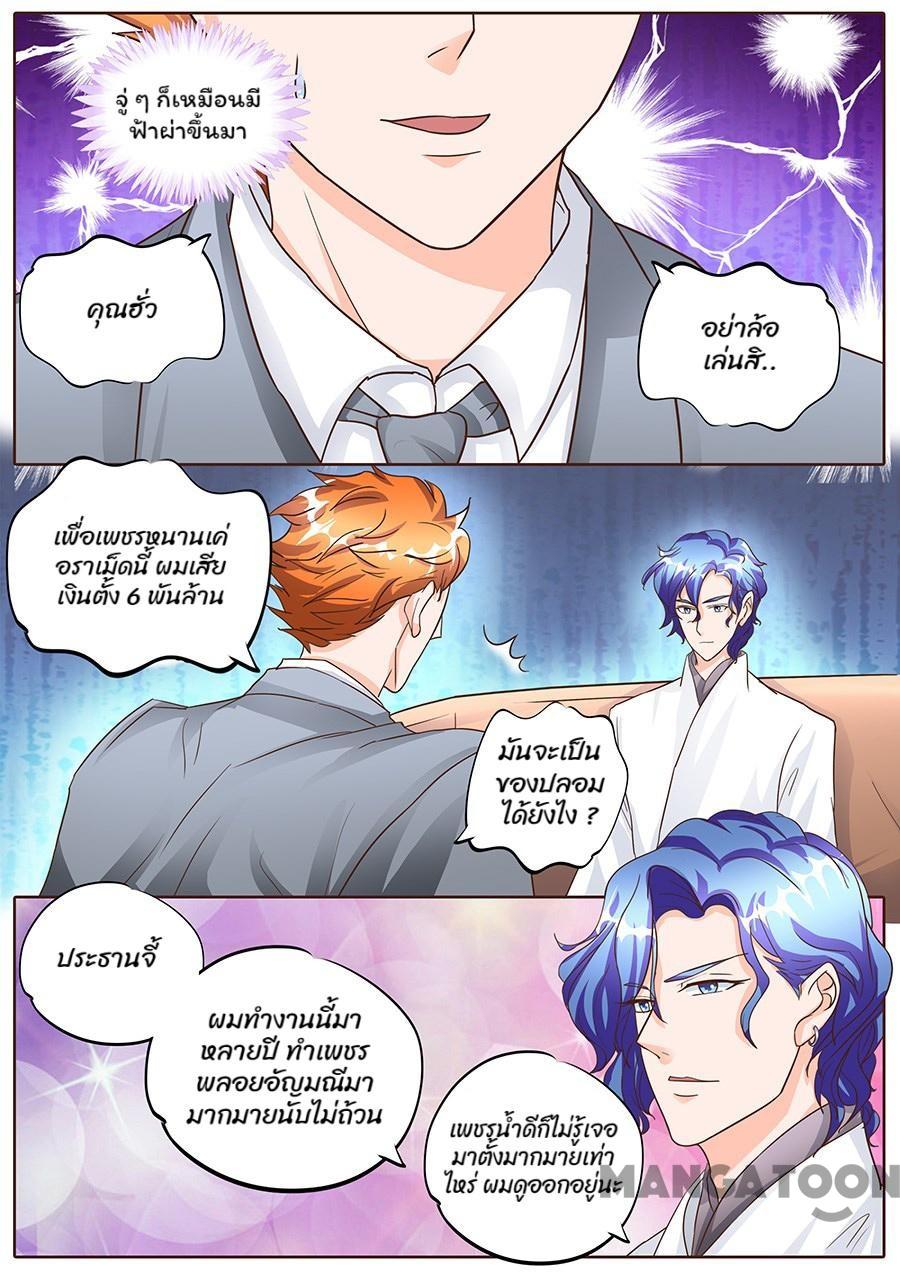 จู่ ๆ ก็เหมือนมี
ฟ้าผ่าขึ้นมา
คุณฮั่ว
อย่าล้อ
เล่นสิ..
เพื่อเพชรหนานเค่
อราเม็ดนี้ ผมเสีย
เงินตั้ง 6 พันล้าน
มันจะเป็น
ของปลอม
ได้ยังไง ?
ประธานจี้
ผมทำงานนี้มา
หลายปี ทำเพชร
พลอยอัญมณีมา
มากมายนับไม่ถ้วน
เพชรน้ำดีก็ไม่รู้เจอ
มาตั้งมากมายเท่า
ไหร่ ผมดูออกอยู่นะ
MANGATOON